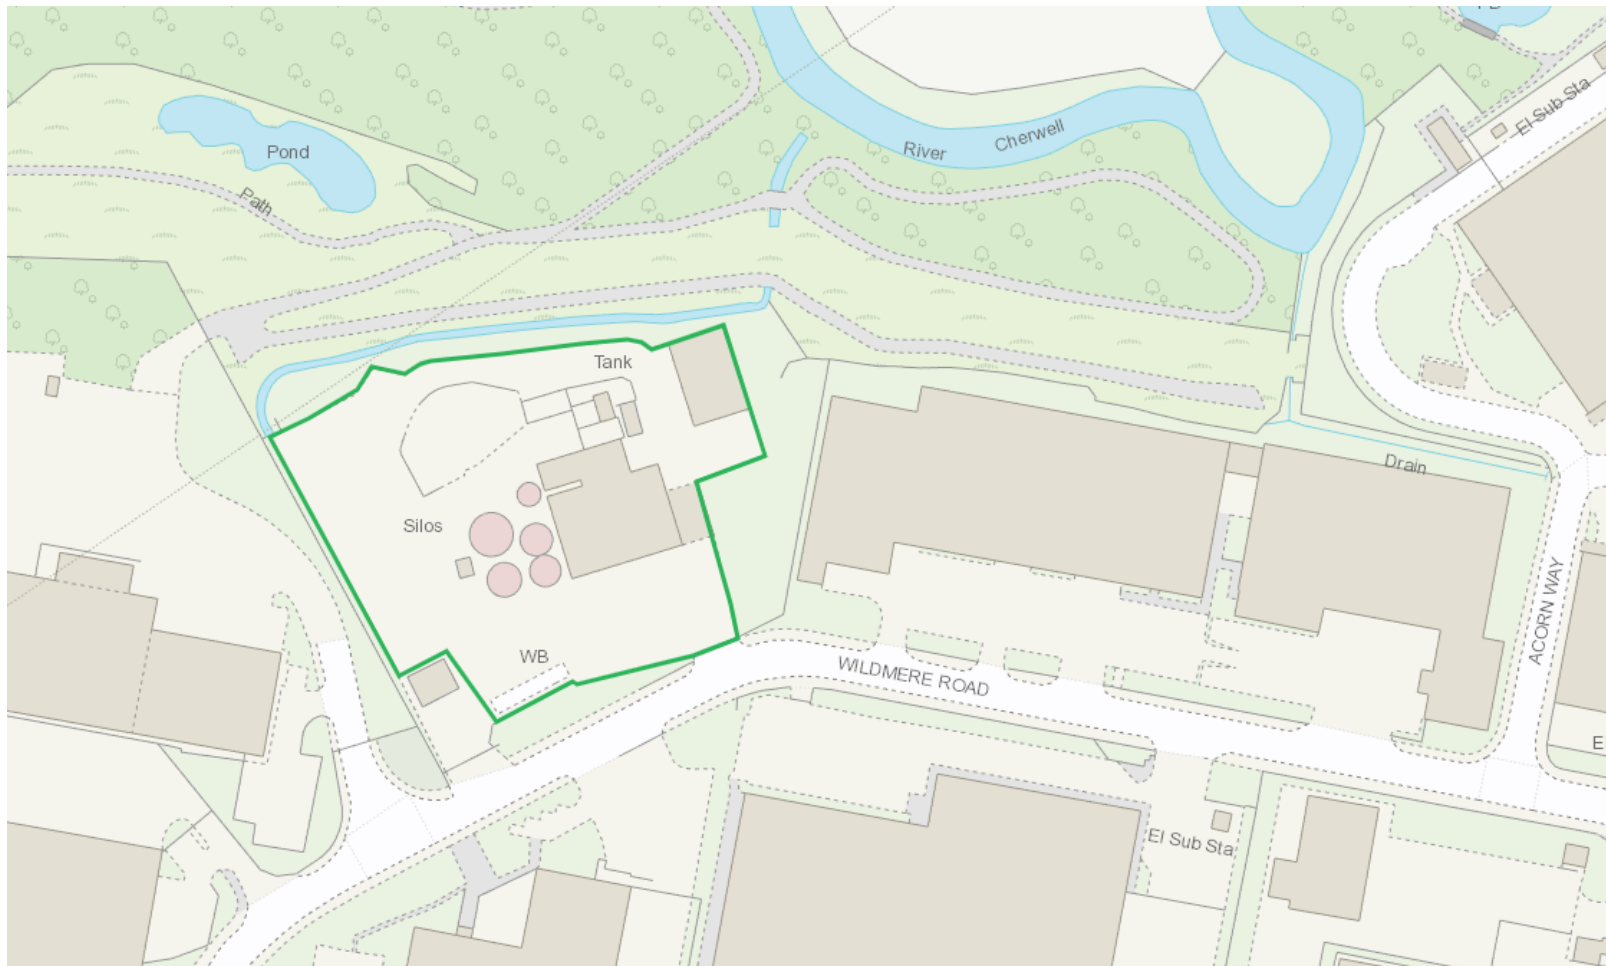 El Sub Sta
River Cherwell
Pond
Path
Tank
Drain
Silos
ACORN WAY
WB
WILDMERE ROAD
E
El Sub Sta